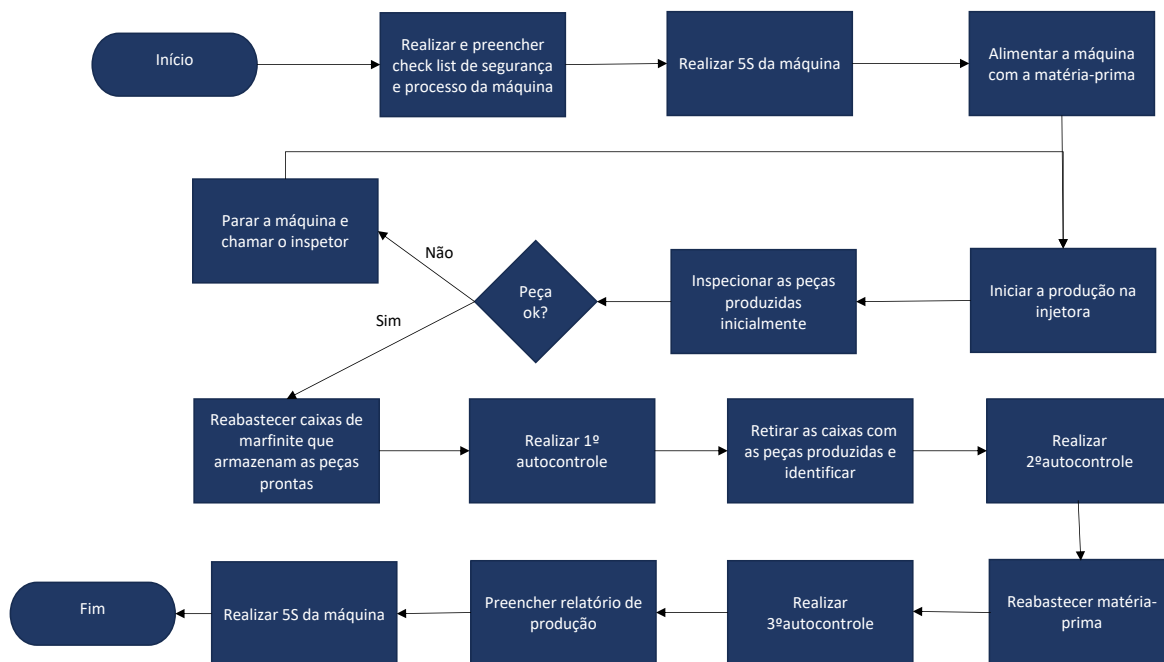 Início
Realizar e preencher
check list de segurança
e processo da máquina
Realizar 5S da máquina
Alimentar a máquina
com a matéria-prima
Parar a máquina e
chamar o inspetor
Não
Sim
Peça
ok?
Inspecionar as peças
produzidas
inicialmente
Iniciar a produção na
injetora
Reabastecer caixas de
marfinite que
armazenam as peças
prontas
Realizar 1º
autocontrole
Retirar as caixas com
as peças produzidas e
identificar
Realizar
2ºautocontrole
Fim
Realizar 5S da máquina
Preencher relatório de
produção
Realizar
3ºautocontrole
Reabastecer matéria-
prima